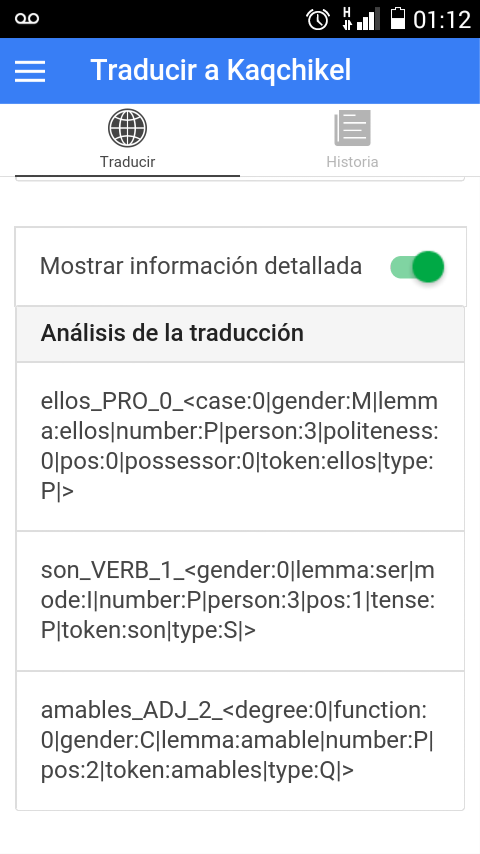 H
01:12
Traducir a Kaqchikel
Traducir
Historia
Mostrar información detallada
Análisis de la traducción
ellos_PRO_0_<case:0|gender:M|lemm
a:ellos|number:P|person:3|politeness:
0|pos:0|possessor:0|token:ellos|type:
P|>
son_VERB_1_<gender:0|lemma:ser|m
ode:I|number:P|person:3|pos:1|tense:
P|token:son|type:S|>
amables_ADJ_2_<degree:0|function:
0|gender:C|lemma:amable|number:P|
pos:2|token:amables|type:Q|>